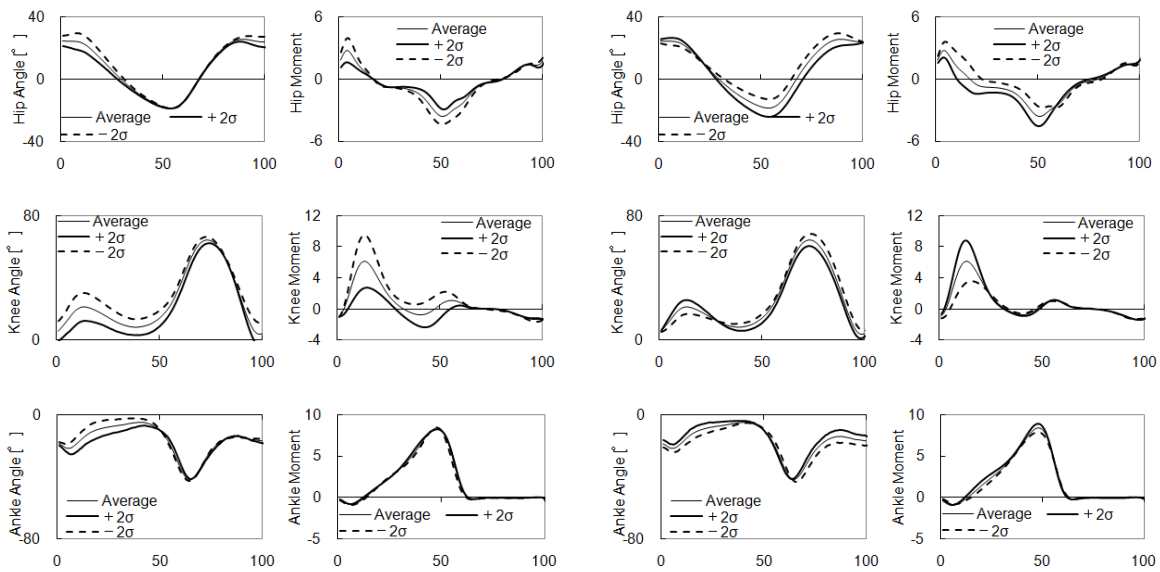 Hip Angle [°]
40
0
-40
Average ＋2σ
－2σ
0 50 100
Hip Moment
6
0
-6
Average
＋2σ
－2σ
0 50 100
Hip Angle [°]
40
0
-40
Average ＋2σ
－2σ
0 50 100
Hip Moment
6
0
-6
Average
＋2σ
－2σ
0 50 100
Knee Angle [°]
80
0
Average
＋2σ
－2σ
0 50 100
Knee Moment
12
8
4
0
-4
Average
＋2σ
－2σ
0 50 100
Knee Angle [°]
80
0
Average
＋2σ
－2σ
0 50 100
Knee Moment
12
8
4
0
-4
Average
＋2σ
－2σ
0 50 100
Ankle Angle [°]
0
-80
Average
＋2σ
－2σ
0 50 100
Ankle Moment
10
5
0
-5
Average ＋2σ
－2σ
0 50 100
Ankle Angle [°]
0
-80
Average
＋2σ
－2σ
0 50 100
Ankle Moment
10
5
0
-5
Average ＋2σ
－2σ
0 50 100